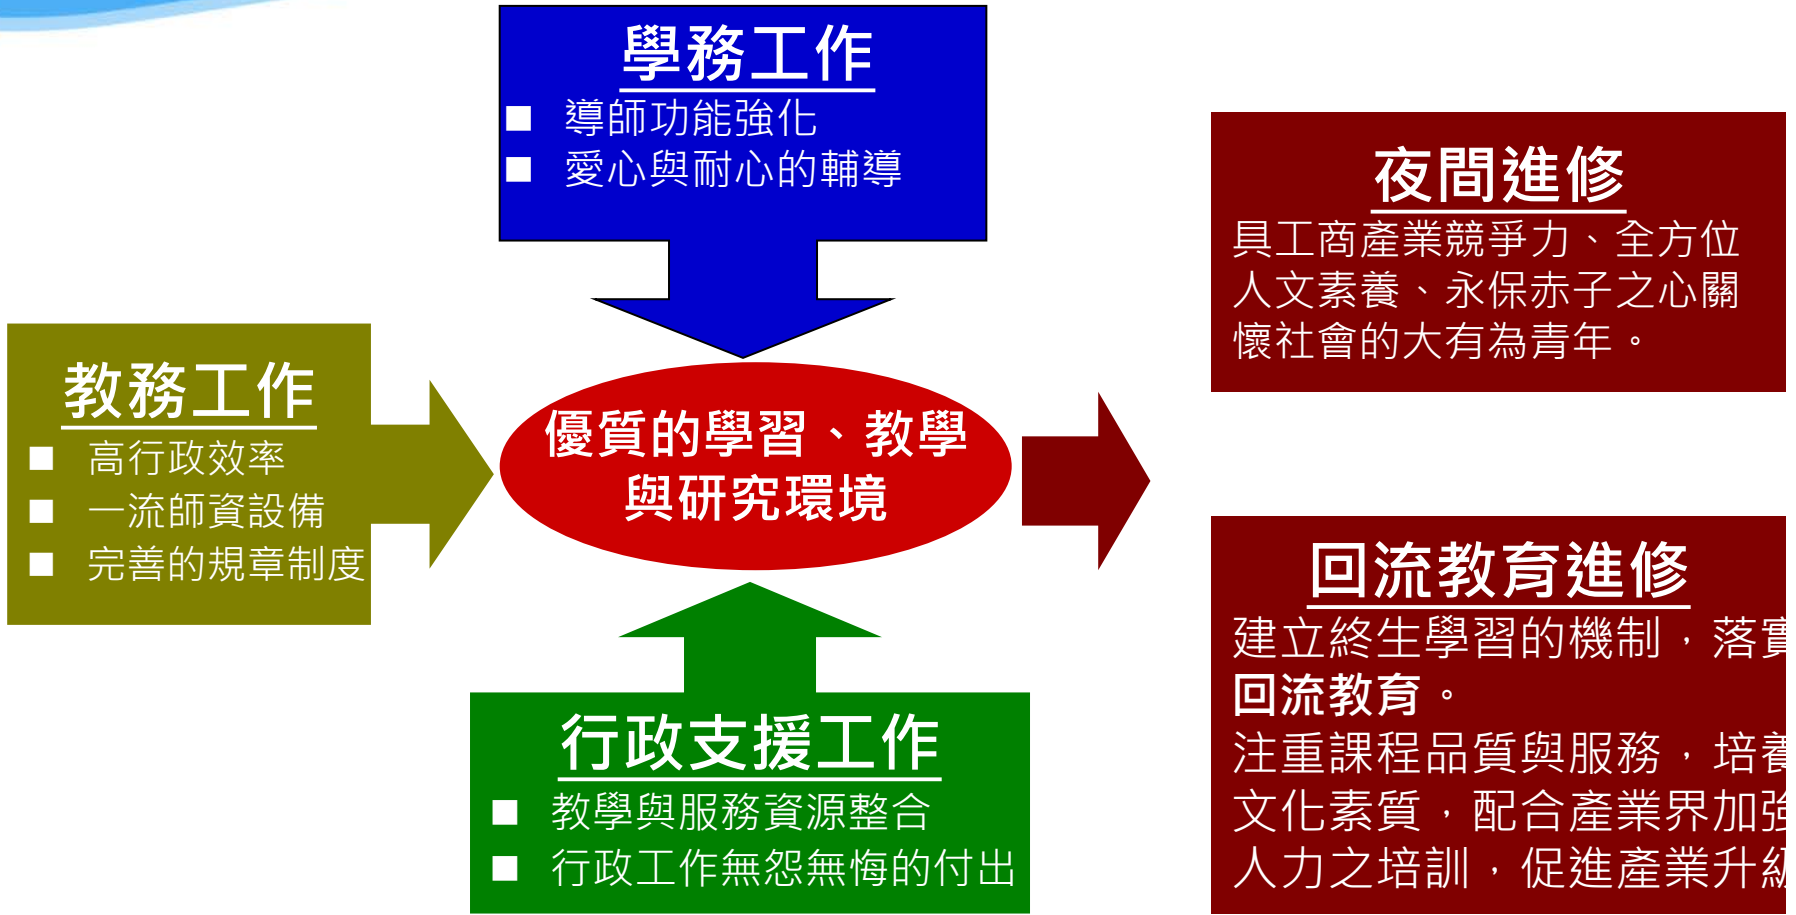 學務工作
■ 導師功能強化
■ 愛心與耐心的輔導
教務工作
■ 高行政效率
■ 一流師資設備
■ 完善的規章制度
優質的學習、教學
與研究環境
行政支援工作
■ 教學與服務資源整合
■ 行政工作無怨無悔的付出
夜間進修
具工商產業競爭力、全方位
人文素養、永保赤子之心關
懷社會的大有為青年。
回流教育進修
建立終生學習的機制，落實
回流教育。
注重課程品質與服務，培養
文化素質，配合產業界加強
人力之培訓，促進產業升級